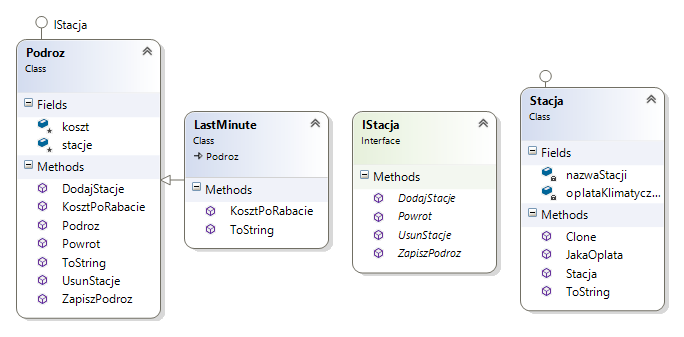 IStacja
Podroz
Class
Fields
koszt
stacje
Methods
DodajStacje
KosztPoRabacie
Podroz
Powrot
ToString
UsunStacje
ZapiszPodroz
LastMinute
Class
Podroz
Methods
KosztPoRabacie
ToString
IStacja
Interface
Methods
DodajStacje
Powrot
UsunStacje
ZapiszPodroz
Stacja
Class
Fields
nazwaStacji
oplataKlimatycz...
Methods
Clone
JakaOplata
Stacja
ToString